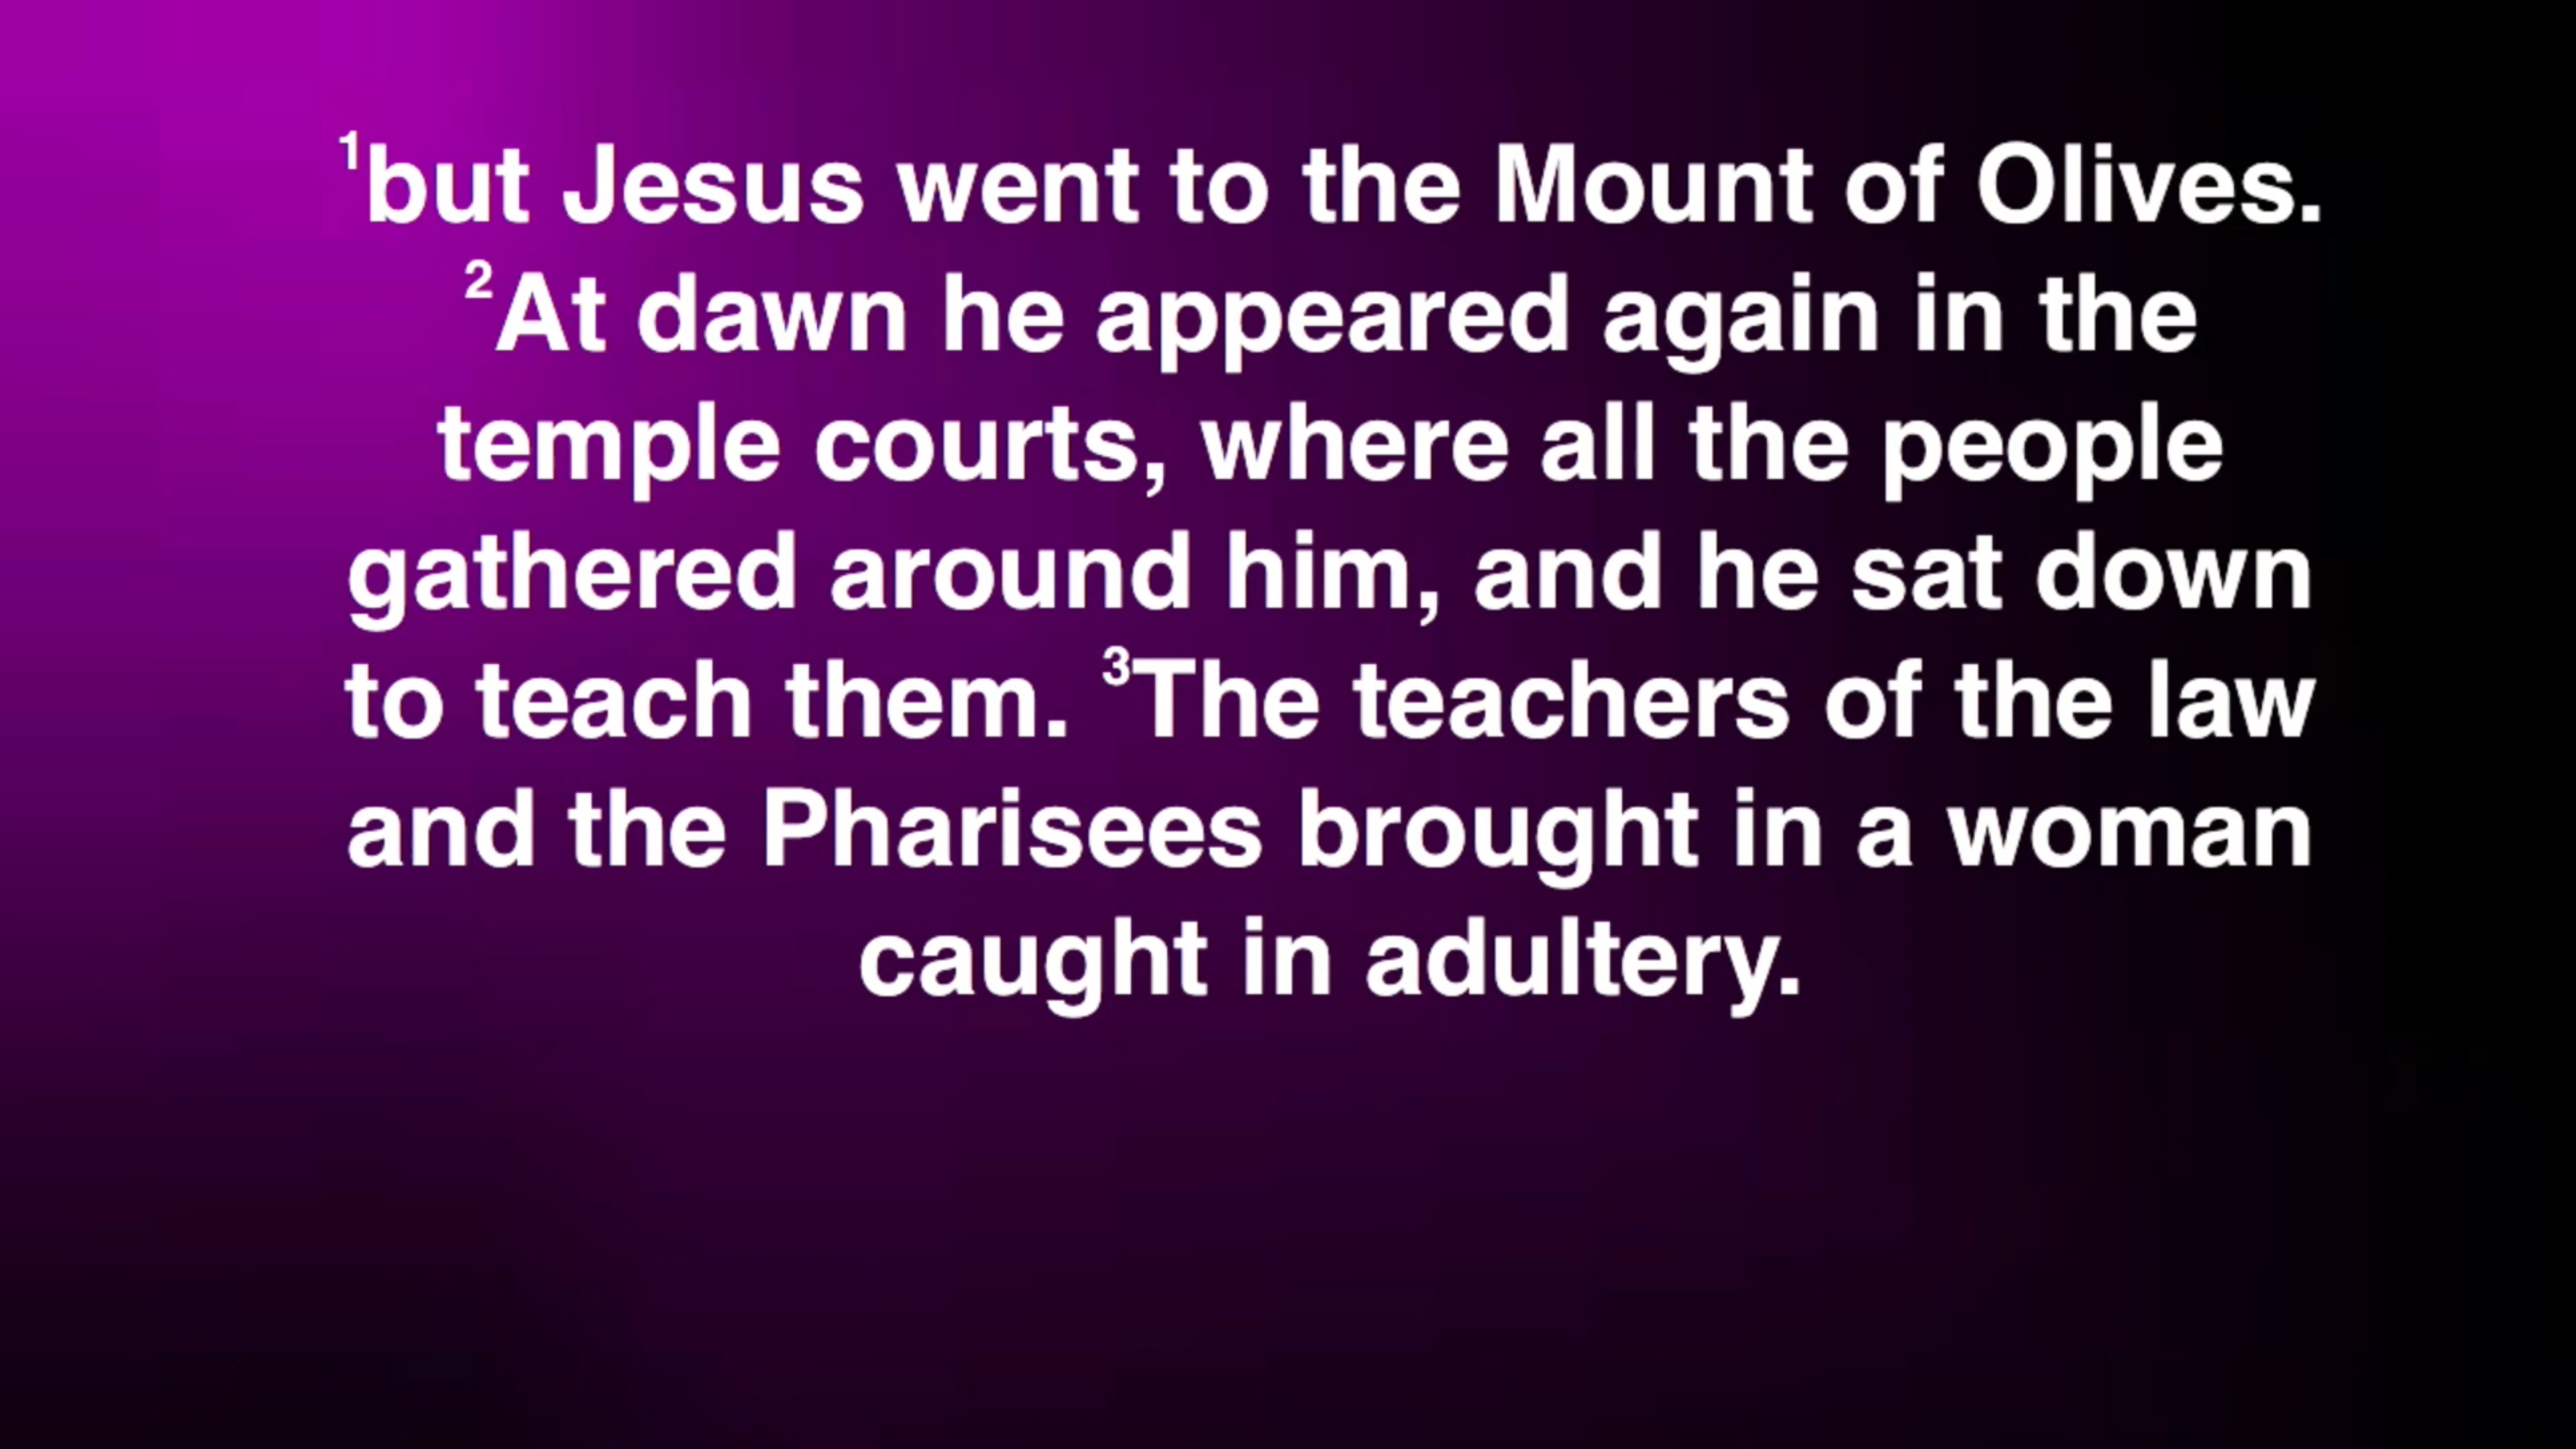 ¹but Jesus went to the Mount of Olives.
²At dawn he appeared again in the
temple courts, where all the people
gathered around him, and he sat down
to teach them. ³The teachers of the law
and the Pharisees brought in a woman
caught in adultery.